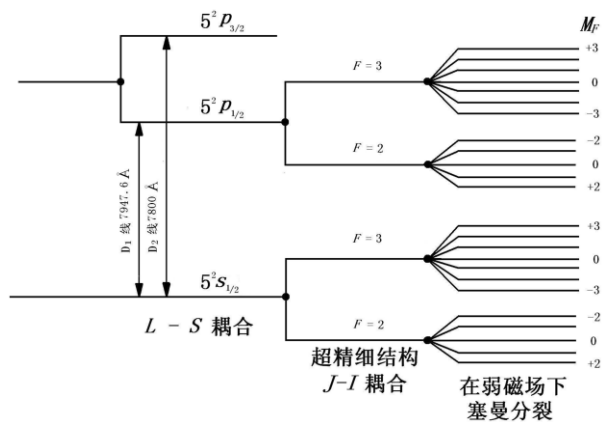 M_F
5²p₃/₂
+3
F = 3
0
5²p₁/₂
−3
−2
F = 2
0
+2
D₁ 线 7947.6 Å
D₂ 线 7800 Å
+3
F = 3
0
5²s₁/₂
−3
−2
F = 2
0
+2
L - S 耦合
超精细结构
J-I 耦合
在弱磁场下
塞曼分裂